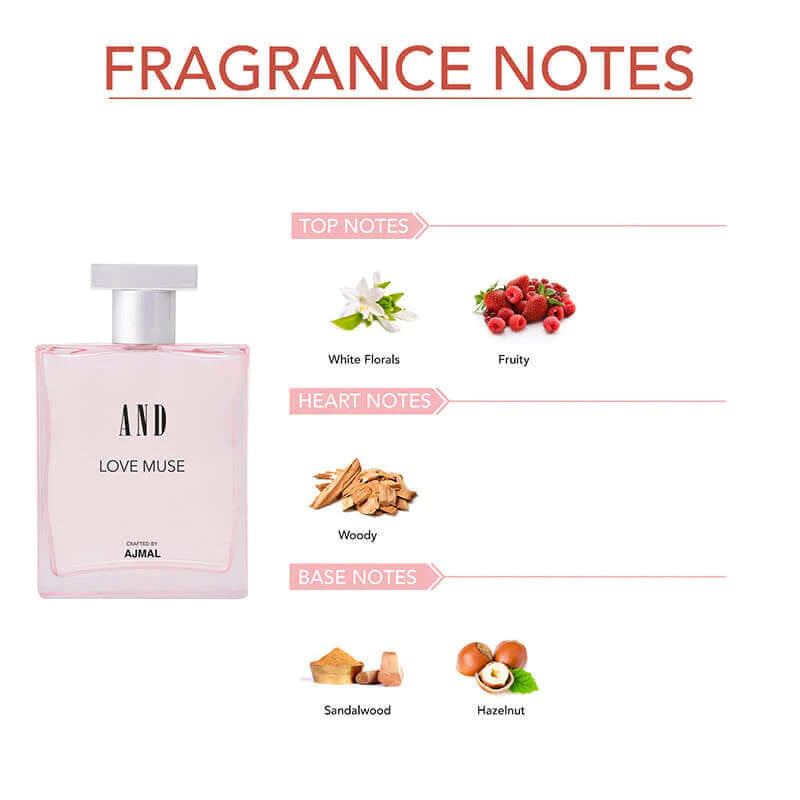 FRAGRANCE NOTES
TOP NOTES
White Florals
Fruity
HEART NOTES
Woody
BASE NOTES
Sandalwood
Hazelnut
AND
LOVE MUSE
CRAFTED BY
AJMAL